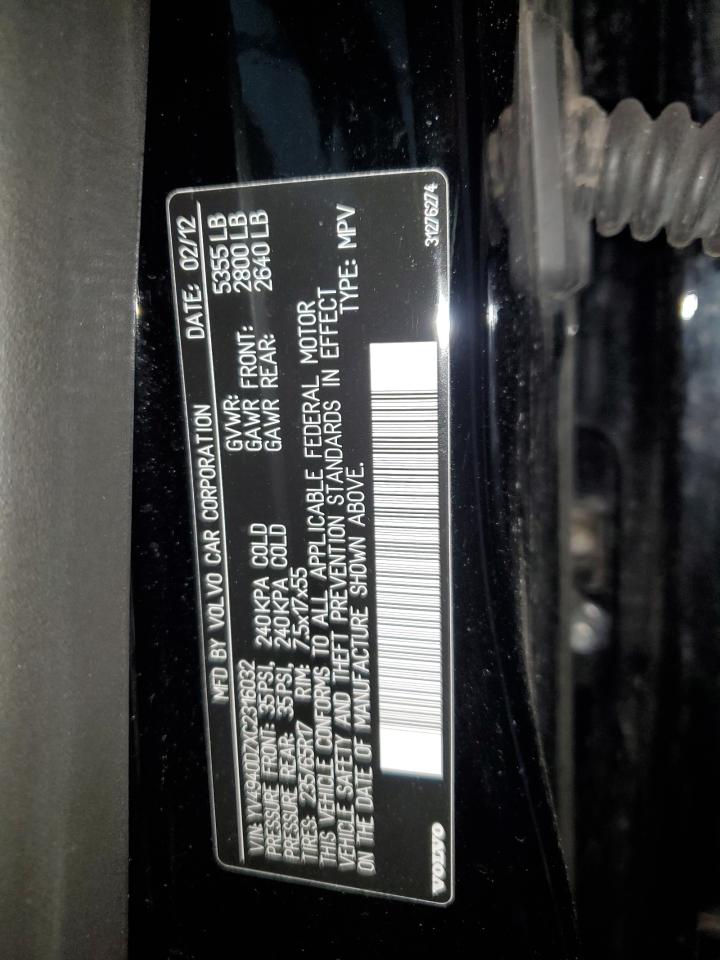 MFD BY VOLVO CAR CORPORATION DATE: 02/12
VIN: YV4940DZXC2316032 GVWR: 5355 LB
PRESSURE FRONT: 35PSI, 240KPA COLD GAWR FRONT: 2800 LB
PRESSURE REAR: 35PSI, 240KPA COLD GAWR REAR: 2640 LB
TIRES: 235/65R17 RIM: 7,5x17x55
THIS VEHICLE CONFORMS TO ALL APPLICABLE FEDERAL MOTOR
VEHICLE SAFETY AND THEFT PREVENTION STANDARDS IN EFFECT
ON THE DATE OF MANUFACTURE SHOWN ABOVE. TYPE: MPV
VOLVO 31276274